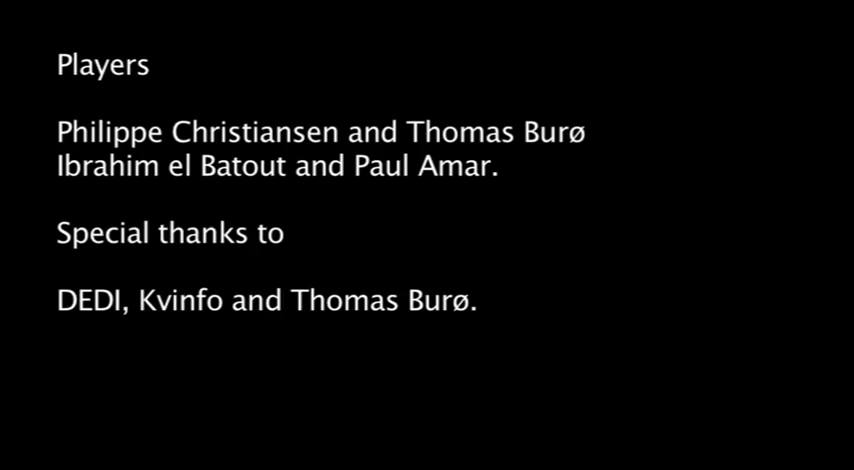 Players
Philippe Christiansen and Thomas Burø
Ibrahim el Batout and Paul Amar.
Special thanks to
DEDI, Kvinfo and Thomas Burø.